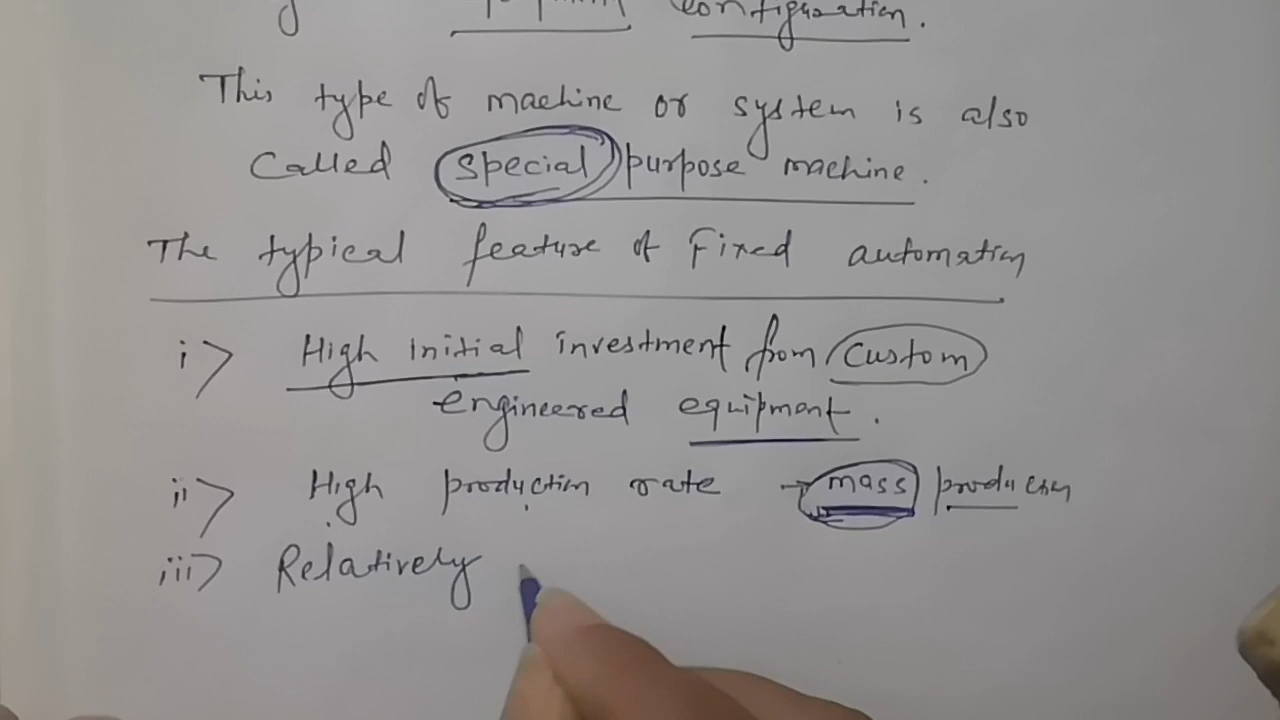 configuration.
This type of machine or system is also
Called special purpose machine.
The typical feature of Fixed automation
i> High initial investment from custom
engineered equipment.
ii> High production rate → mass production
iii> Relatively